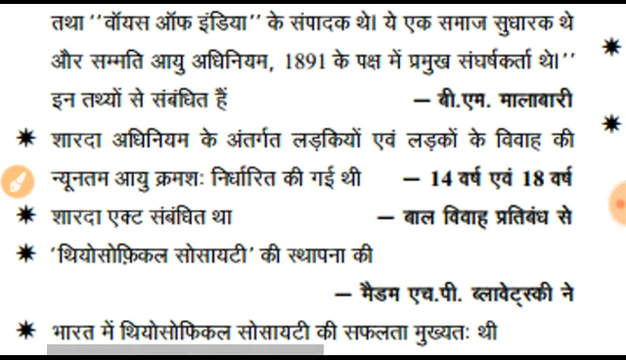 तथा ''वॉयस ऑफ इंडिया'' के संपादक थे। ये एक समाज सुधारक थे
और सम्मति आयु अधिनियम, 1891 के पक्ष में प्रमुख संघर्षकर्ता थे।''
इन तथ्यों से संबंधित हैं — बी.एम. मालाबारी
✷ शारदा अधिनियम के अंतर्गत लड़कियों एवं लड़कों के विवाह की
न्यूनतम आयु क्रमशः निर्धारित की गई थी — 14 वर्ष एवं 18 वर्ष
✷ शारदा एक्ट संबंधित था — बाल विवाह प्रतिबंध से
✷ 'थियोसोफ़िकल सोसायटी' की स्थापना की
— मैडम एच.पी. ब्लावेट्स्की ने
✷ भारत में थियोसोफिकल सोसायटी की सफलता मुख्यतः थी